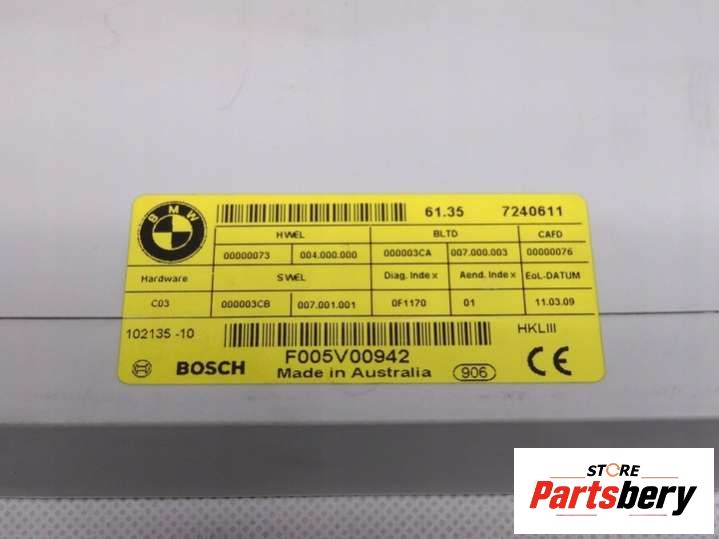 BMW
61.35 7240611
HWEL BLTD CAFD
00000073 004.000.000 000003CA 007.000.003 00000076
Hardware SWEL Diag. Index Aend. Index EoL-DATUM
C03 000003CB 007.001.001 0F1170 01 11.03.09
102135 -10 HKLIII
F005V00942
BOSCH Made in Australia 906 CE
STORE
Partsbery